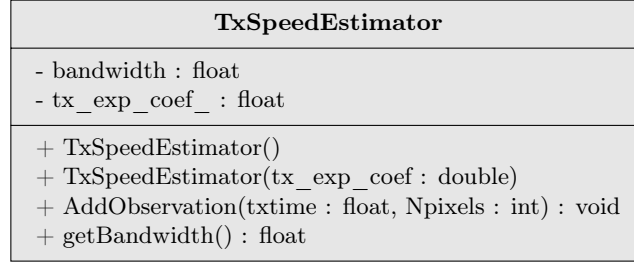 TxSpeedEstimator
- bandwidth : float
- tx_exp_coef_ : float
+ TxSpeedEstimator()
+ TxSpeedEstimator(tx_exp_coef : double)
+ AddObservation(txtime : float, Npixels : int) : void
+ getBandwidth() : float